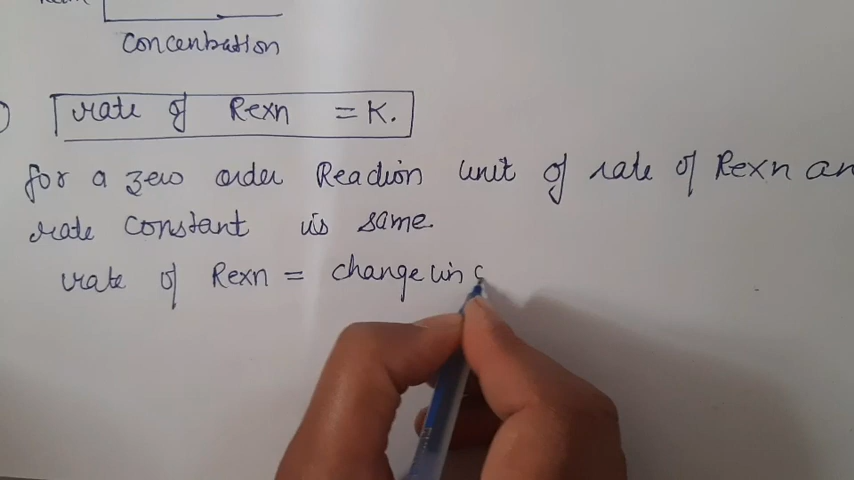 Concentration
rate of Rexn = K.
for a zero order Reaction unit of rate of Rexn an
rate constant is same.
rate of Rexn = change in c